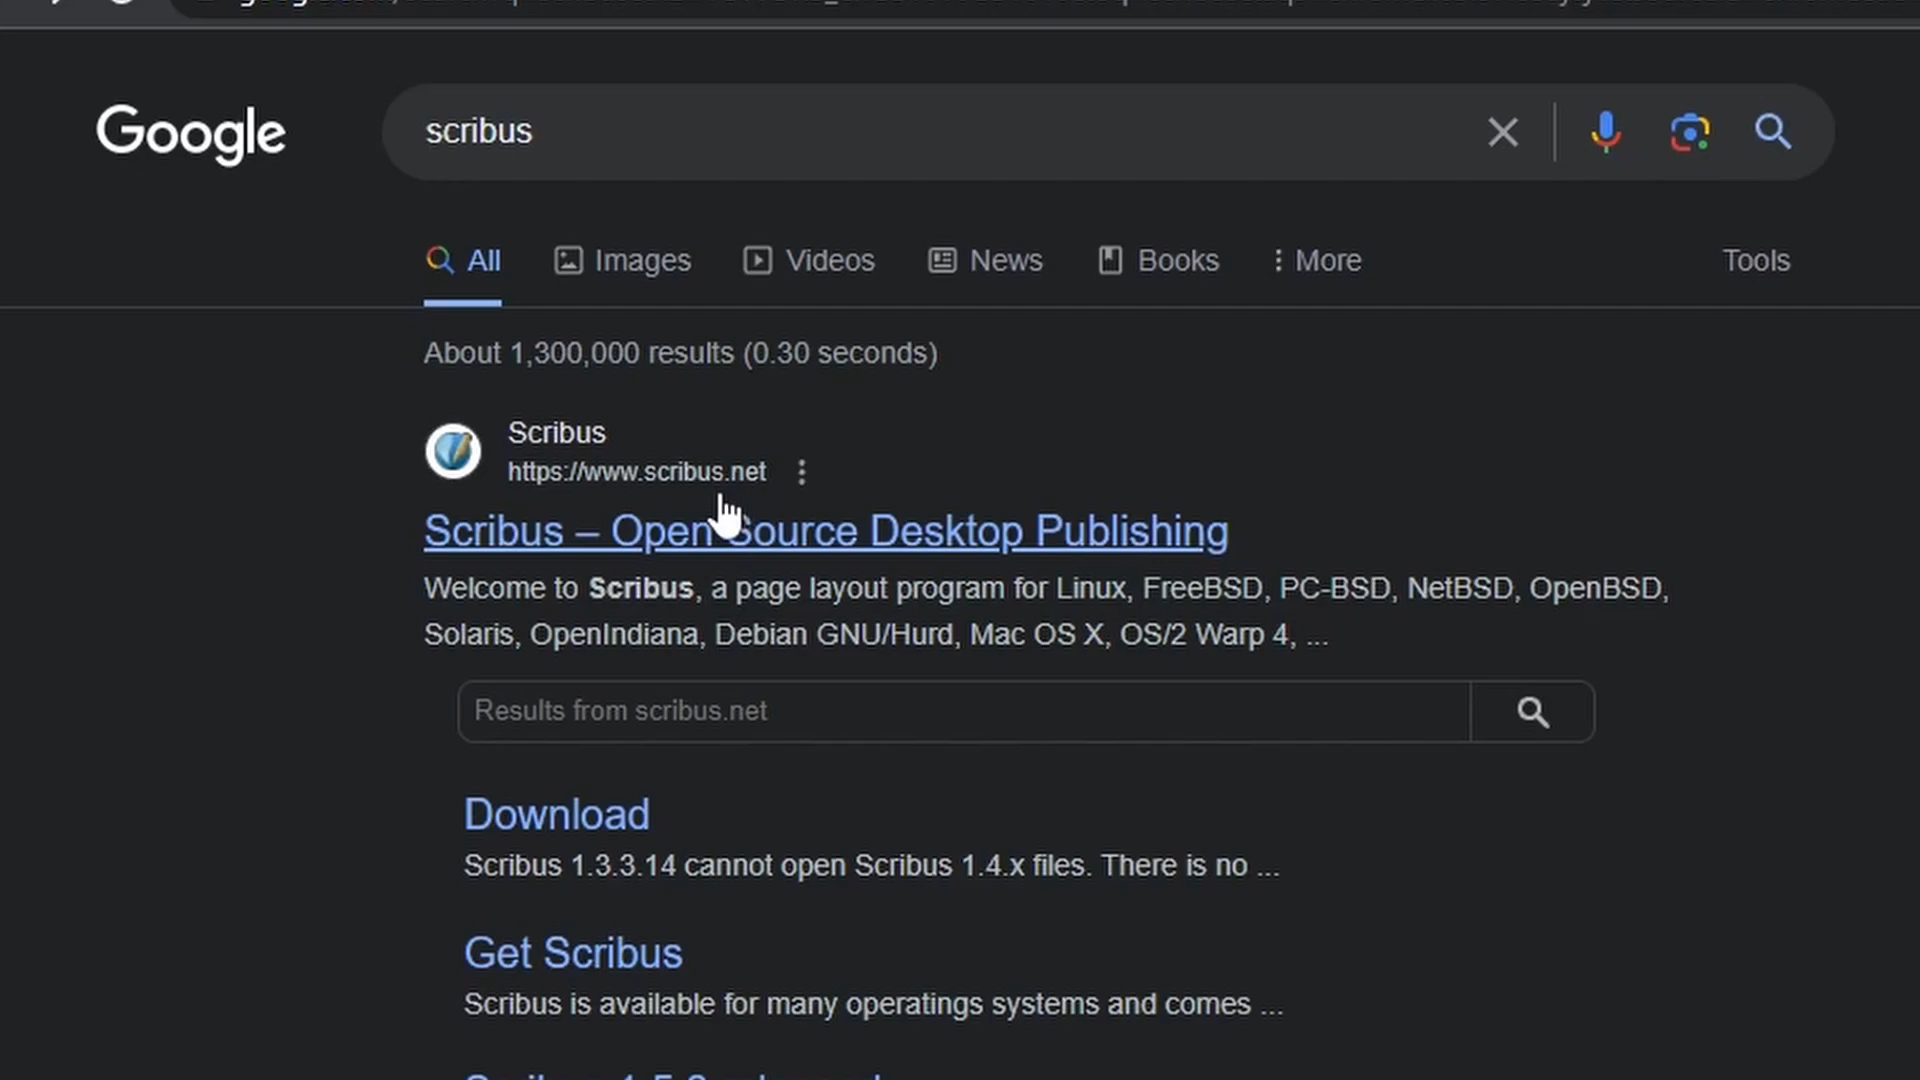 Google
scribus
All
Images
Videos
News
Books
More
Tools
About 1,300,000 results (0.30 seconds)
Scribus
https://www.scribus.net
Scribus – Open Source Desktop Publishing
Welcome to Scribus, a page layout program for Linux, FreeBSD, PC-BSD, NetBSD, OpenBSD,
Solaris, OpenIndiana, Debian GNU/Hurd, Mac OS X, OS/2 Warp 4, ...
Results from scribus.net
Download
Scribus 1.3.3.14 cannot open Scribus 1.4.x files. There is no ...
Get Scribus
Scribus is available for many operatings systems and comes ...